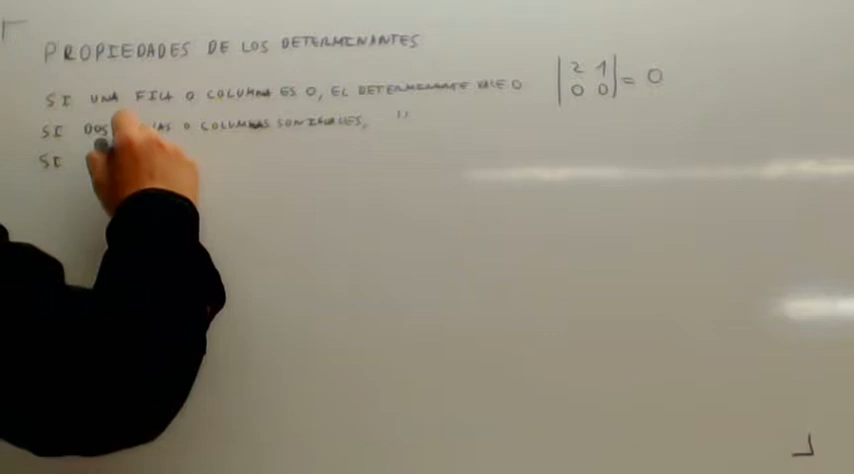 PROPIEDADES DE LOS DETERMINANTES
SI UNA FILA O COLUMNA ES 0, EL DETERMINANTE VALE 0
| 2 1 |
| 0 0 | = 0
SI DOS O COLUMNAS SON IGUALES, "
SI